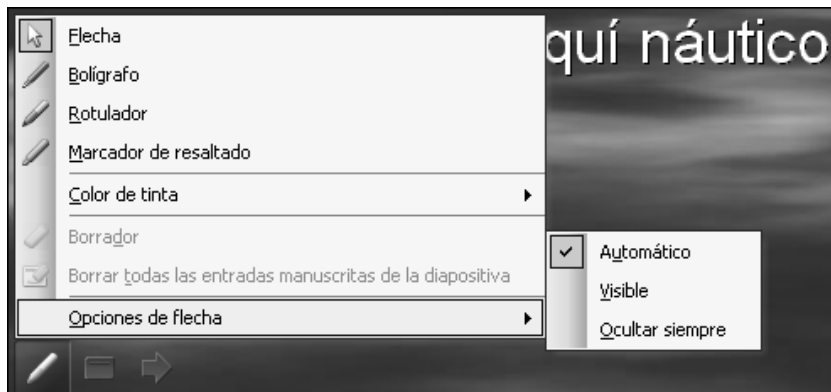 Flecha
quí náutico
Bolígrafo
Rotulador
Marcador de resaltado
Color de tinta
Borrador
Borrar todas las entradas manuscritas de la diapositiva
Opciones de flecha
Automático
Visible
Ocultar siempre